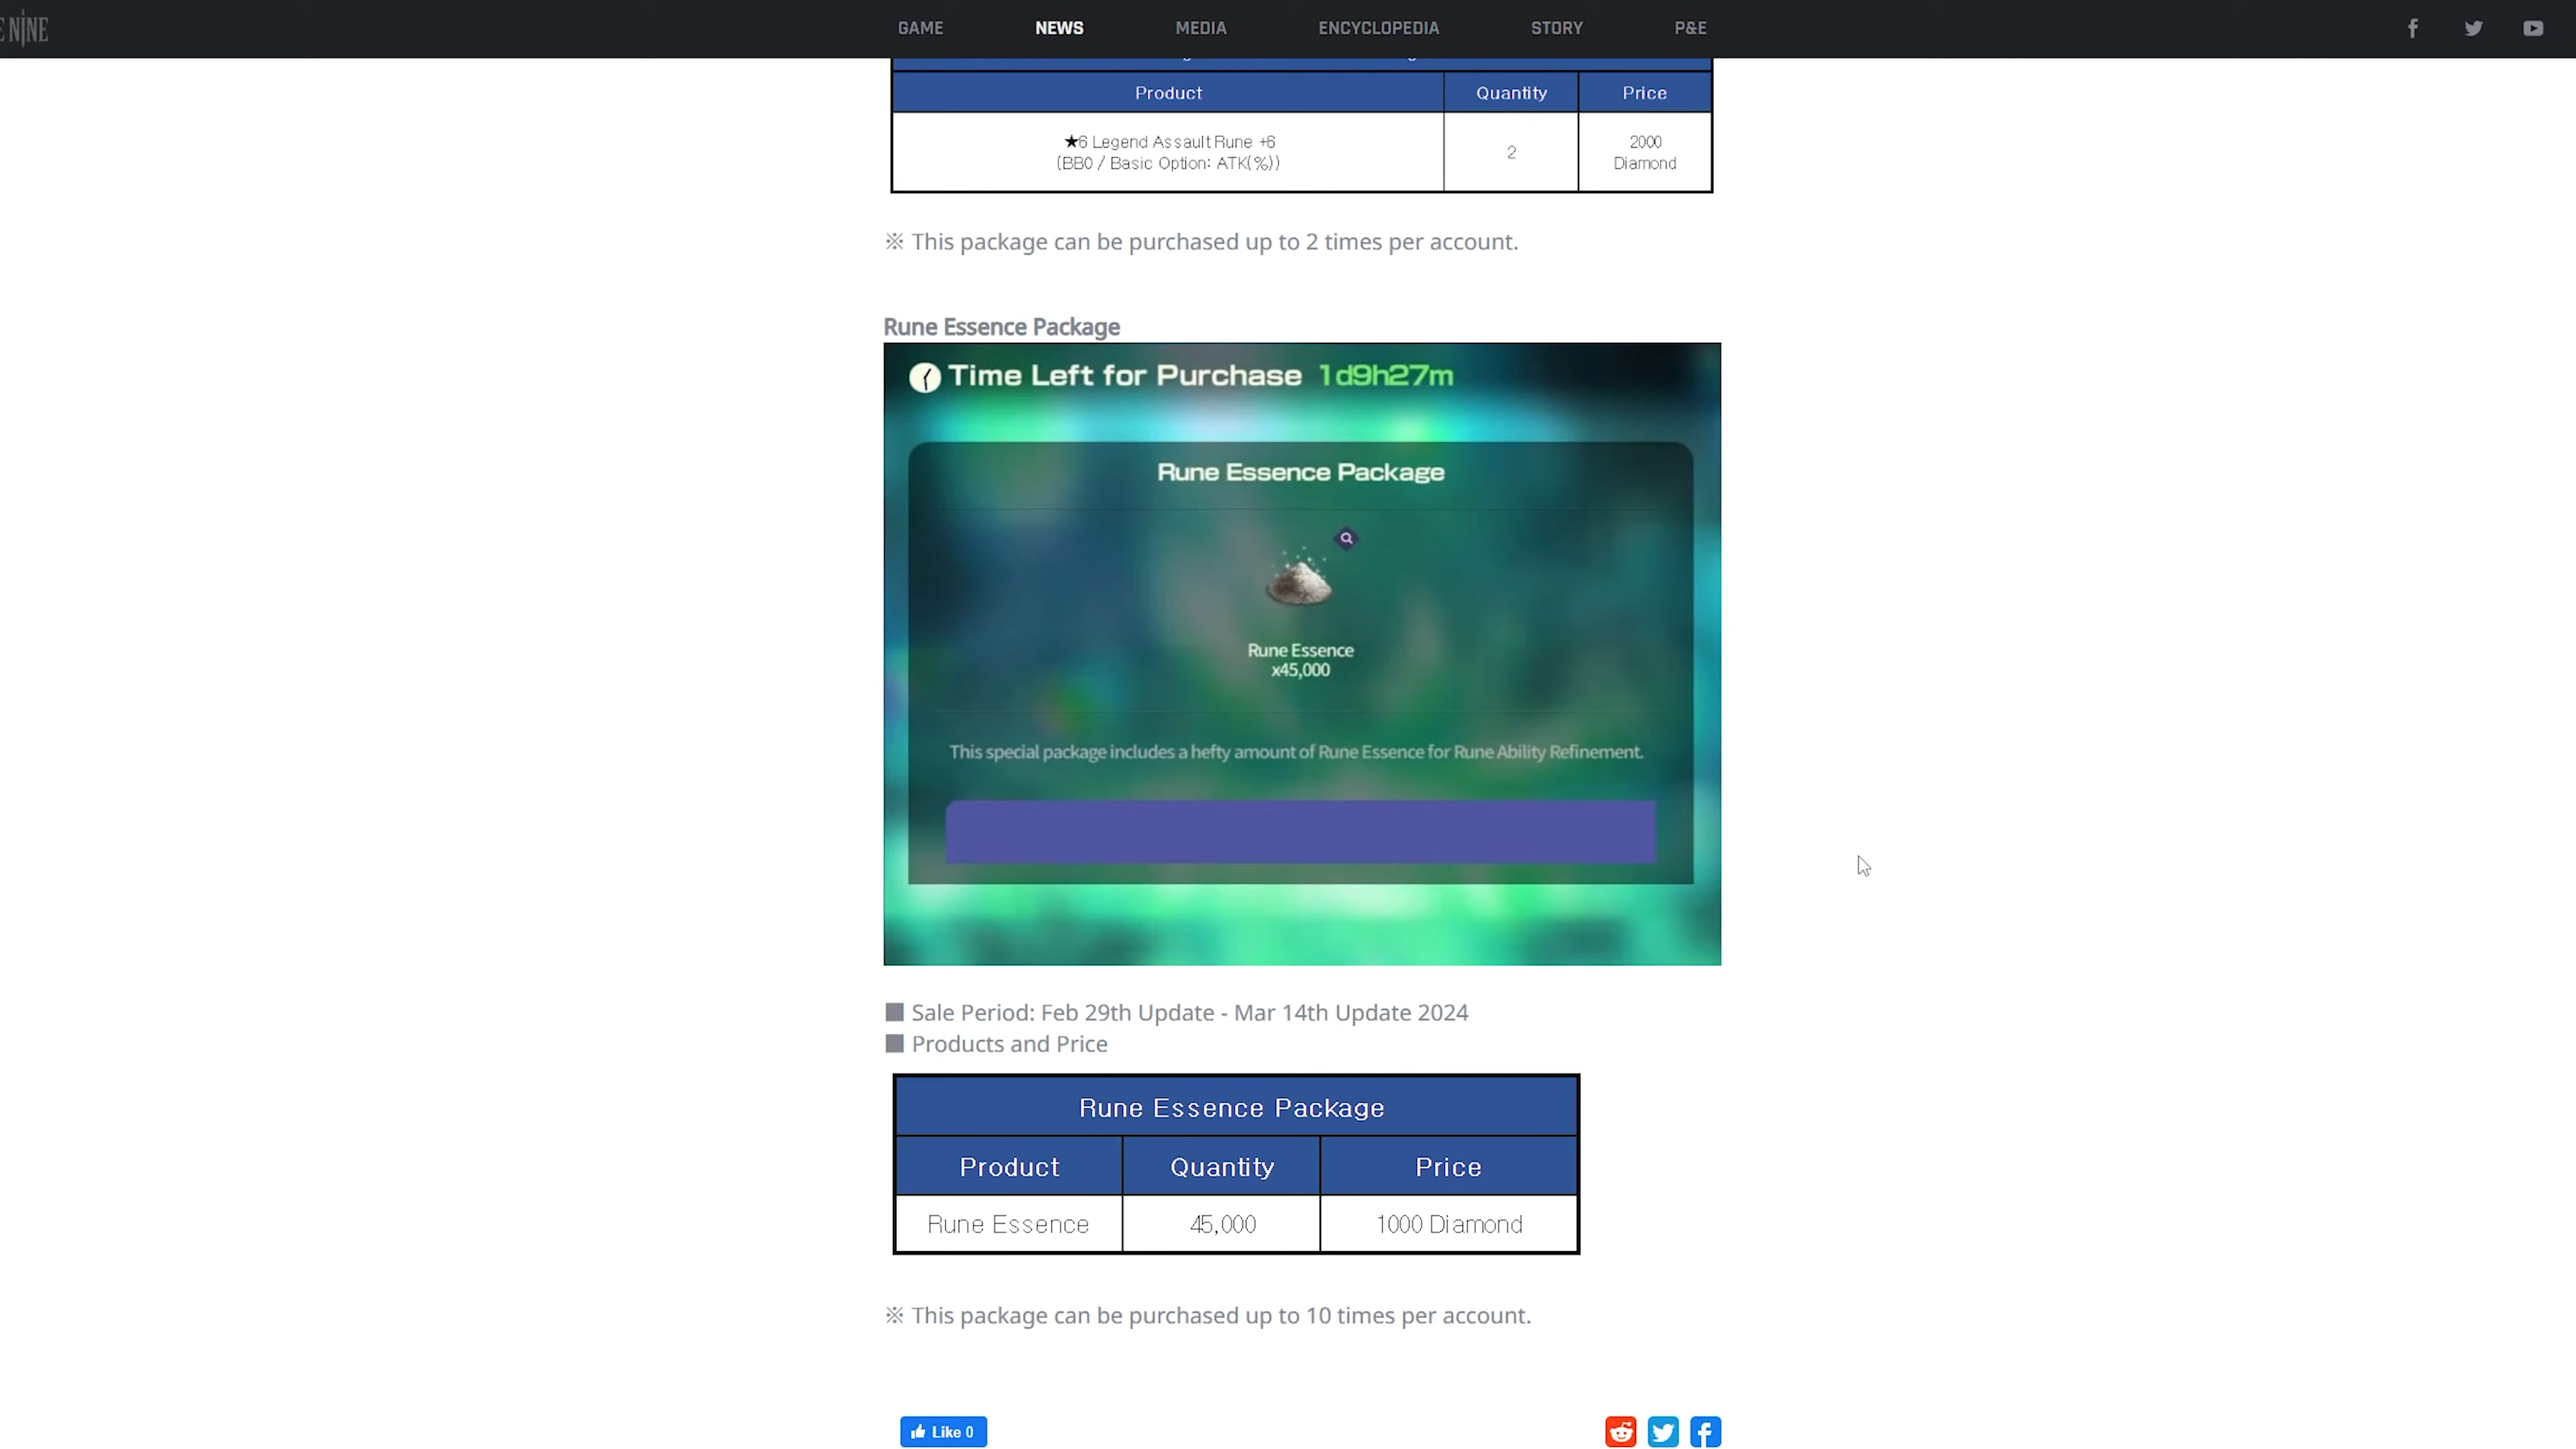 NINE
GAME
NEWS
MEDIA
ENCYCLOPEDIA
STORY
P&E
Product Quantity Price
★6 Legend Assault Rune +6
(BB0 / Basic Option: ATK(%))
2
2000
Diamond
※ This package can be purchased up to 2 times per account.
Rune Essence Package
Time Left for Purchase 1d9h27m
Rune Essence Package
Rune Essence
x45,000
This special package includes a hefty amount of Rune Essence for Rune Ability Refinement.
■ Sale Period: Feb 29th Update - Mar 14th Update 2024
■ Products and Price
Rune Essence Package
Product Quantity Price
Rune Essence 45,000 1000 Diamond
※ This package can be purchased up to 10 times per account.
Like 0